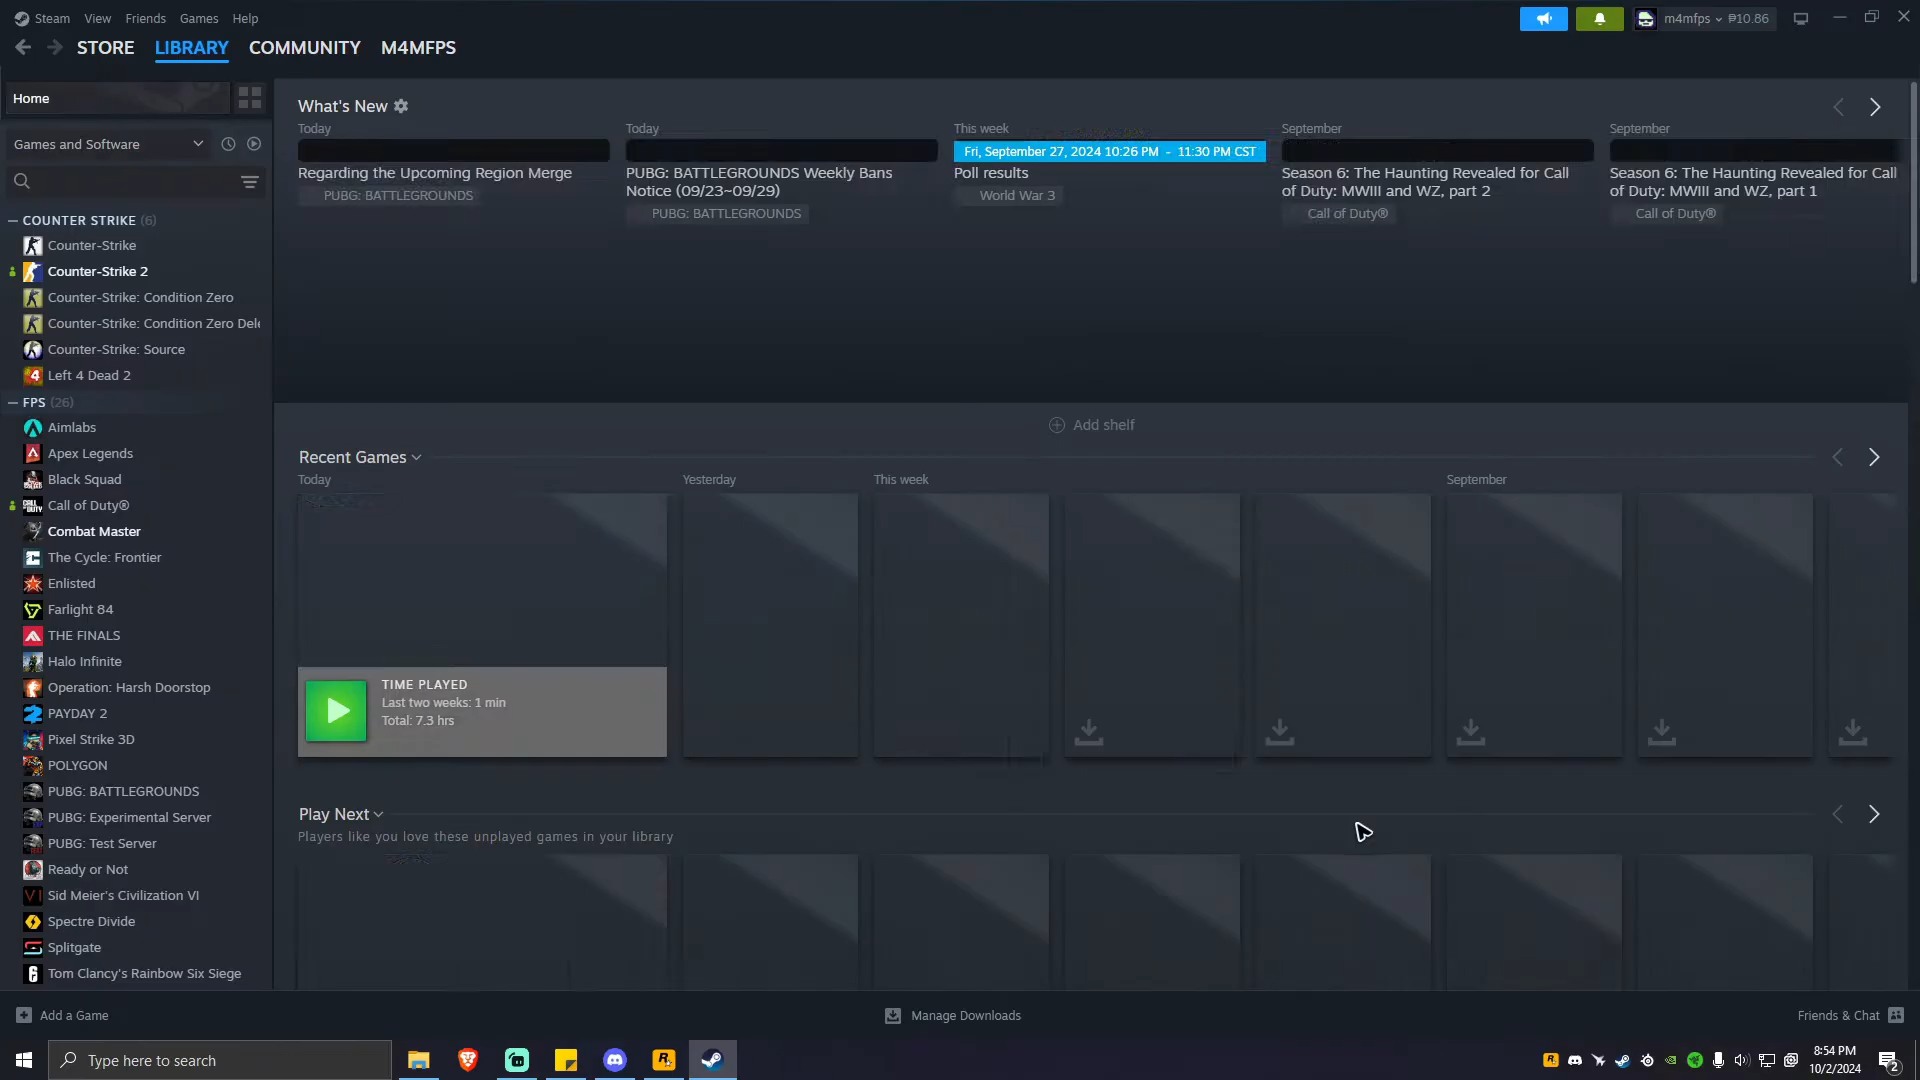 Steam View Friends Games Help
m4mfps ₱10.86
STORE LIBRARY COMMUNITY M4MFPS
Home
Games and Software
COUNTER STRIKE (6)
Counter-Strike
Counter-Strike 2
Counter-Strike: Condition Zero
Counter-Strike: Condition Zero Dele
Counter-Strike: Source
Left 4 Dead 2
FPS (26)
Aimlabs
Apex Legends
Black Squad
Call of Duty®
Combat Master
The Cycle: Frontier
Enlisted
Farlight 84
THE FINALS
Halo Infinite
Operation: Harsh Doorstop
PAYDAY 2
Pixel Strike 3D
POLYGON
PUBG: BATTLEGROUNDS
PUBG: Experimental Server
PUBG: Test Server
Ready or Not
Sid Meier's Civilization VI
Spectre Divide
Splitgate
Tom Clancy's Rainbow Six Siege
What's New
Today
Regarding the Upcoming Region Merge
PUBG: BATTLEGROUNDS
Today
PUBG: BATTLEGROUNDS Weekly Bans
Notice (09/23~09/29)
PUBG: BATTLEGROUNDS
This week
Fri, September 27, 2024 10:26 PM - 11:30 PM CST
Poll results
World War 3
September
Season 6: The Haunting Revealed for Call
of Duty: MWIII and WZ, part 2
Call of Duty®
September
Season 6: The Haunting Revealed for Call
of Duty: MWIII and WZ, part 1
Call of Duty®
Add shelf
Recent Games
Today Yesterday This week September
TIME PLAYED
Last two weeks: 1 min
Total: 7.3 hrs
Play Next
Players like you love these unplayed games in your library
Add a Game
Manage Downloads
Friends & Chat
Type here to search
8:54 PM
10/2/2024
2